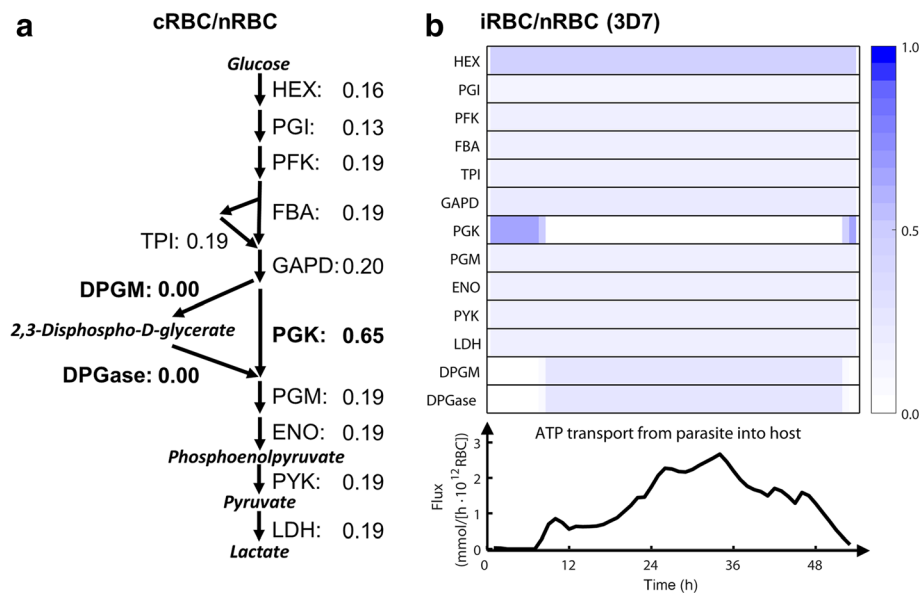 a
cRBC/nRBC
Glucose
HEX: 0.16
PGI: 0.13
PFK: 0.19
FBA: 0.19
TPI: 0.19
GAPD: 0.20
DPGM: 0.00
2,3-Disphospho-D-glycerate
PGK: 0.65
DPGase: 0.00
PGM: 0.19
ENO: 0.19
Phosphoenolpyruvate
PYK: 0.19
Pyruvate
LDH: 0.19
Lactate
b
iRBC/nRBC (3D7)
HEX
PGI
PFK
FBA
TPI
GAPD
PGK
PGM
ENO
PYK
LDH
DPGM
DPGase
1.0
0.5
0.0
ATP transport from parasite into host
Flux
(mmol/[h · 10¹² RBC])
3
2
1
0
0 12 24 36 48
Time (h)